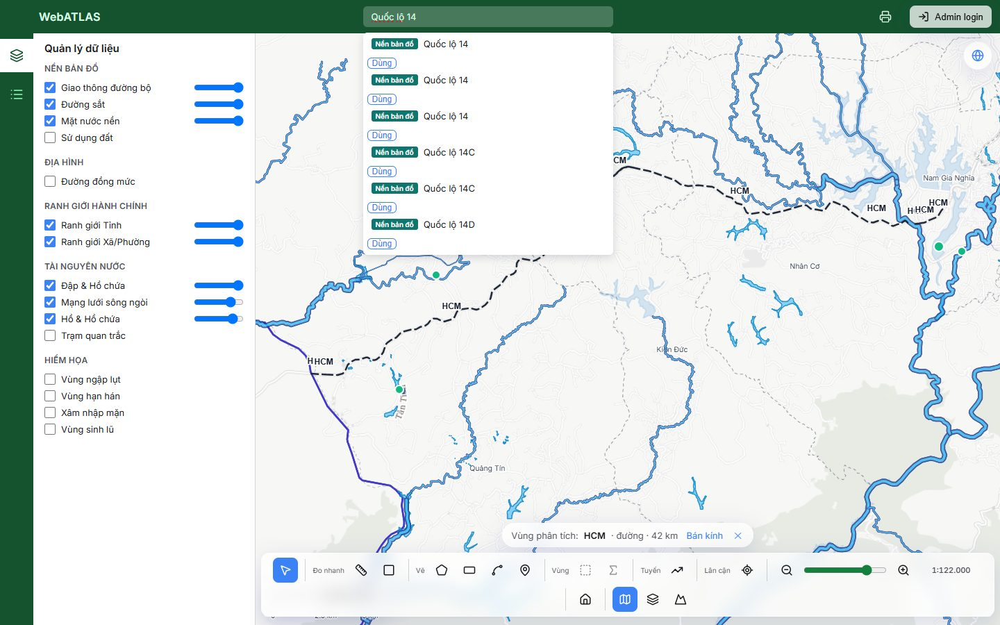 WebATLAS
Quốc lộ 14
Admin login
Quản lý dữ liệu
NỀN BẢN ĐỒ
Giao thông đường bộ
Đường sắt
Mặt nước nền
Sử dụng đất
ĐỊA HÌNH
Đường đồng mức
RANH GIỚI HÀNH CHÍNH
Ranh giới Tỉnh
Ranh giới Xã/Phường
TÀI NGUYÊN NƯỚC
Đập & Hồ chứa
Mạng lưới sông ngòi
Hồ & Hồ chứa
Trạm quan trắc
HIỂM HỌA
Vùng ngập lụt
Vùng hạn hán
Xâm nhập mặn
Vùng sinh lũ
Nền bản đồ Quốc lộ 14
Dùng
Nền bản đồ Quốc lộ 14
Dùng
Nền bản đồ Quốc lộ 14
Dùng
Nền bản đồ Quốc lộ 14C
Dùng
Nền bản đồ Quốc lộ 14C
Dùng
Nền bản đồ Quốc lộ 14D
Dùng
CM
HCM
Nam Gia Nghĩa
HCM
HCM
HCM
H
Nhân Cơ
HCM
Kiến Đức
HHCM
Quảng Tín
Vùng phân tích: HCM · đường · 42 km Bán kính
Đo nhanh
Vẽ
Vùng
Tuyến
Lân cận
1:122.000